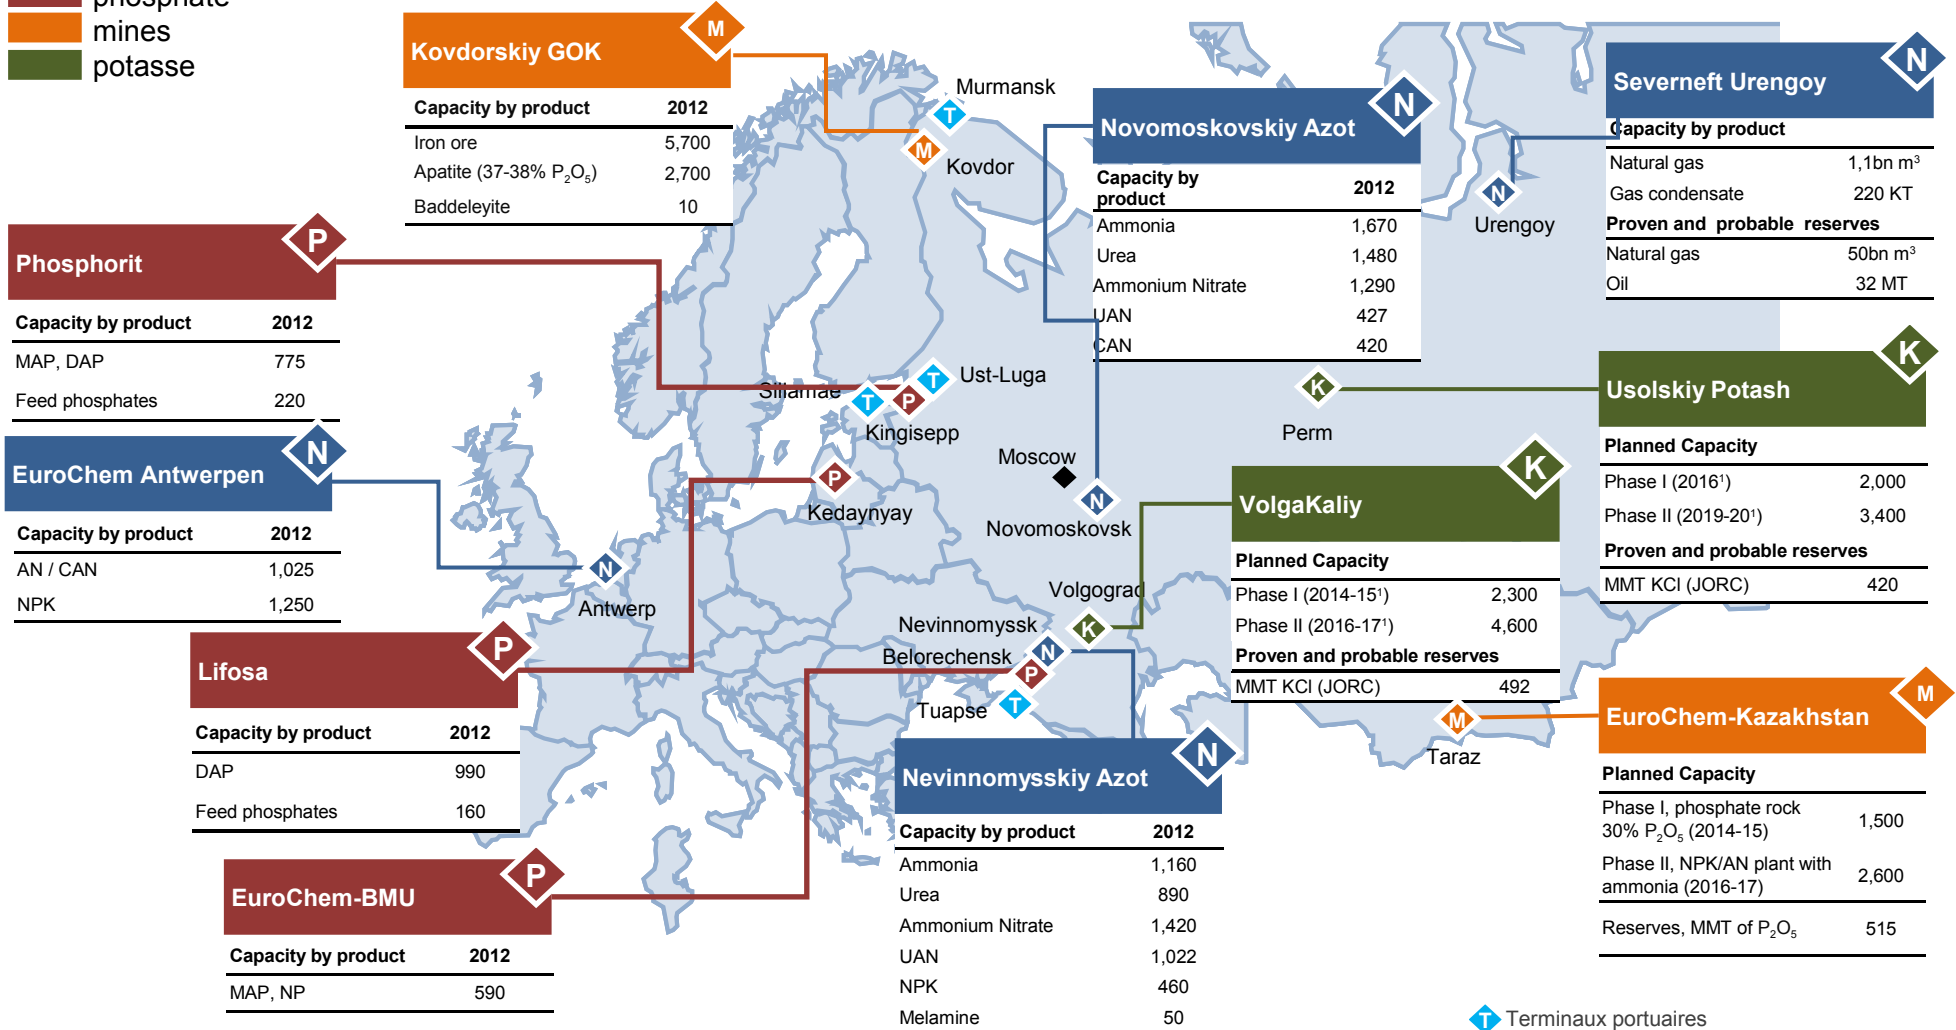 phosphate
mines
potasse
Kovdorskiy GOK
M
Capacity by product 2012
Iron ore 5,700
Apatite (37-38% P₂O₅) 2,700
Baddeleyite 10
Murmansk
T
M
Kovdor
Novomoskovskiy Azot
N
Capacity by
product 2012
Ammonia 1,670
Urea 1,480
Ammonium Nitrate 1,290
UAN 427
CAN 420
Severneft Urengoy
N
Capacity by product
Natural gas 1,1bn m³
Gas condensate 220 KT
Proven and probable reserves
Natural gas 50bn m³
Oil 32 MT
N
Urengoy
Phosphorit
P
Capacity by product 2012
MAP, DAP 775
Feed phosphates 220
Sillamae
T
P
T
Ust-Luga
Kingisepp
K
Perm
Usolskiy Potash
K
Planned Capacity
Phase I (2016¹) 2,000
Phase II (2019-20¹) 3,400
Proven and probable reserves
MMT KCl (JORC) 420
EuroChem Antwerpen
N
Capacity by product 2012
AN / CAN 1,025
NPK 1,250
P
Kedaynyay
Moscow
N
Novomoskovsk
N
Antwerp
VolgaKaliy
K
Planned Capacity
Phase I (2014-15¹) 2,300
Phase II (2016-17¹) 4,600
Proven and probable reserves
MMT KCl (JORC) 492
Volgograd
K
Nevinnomyssk
N
Belorechensk
P
Tuapse
T
Lifosa
P
Capacity by product 2012
DAP 990
Feed phosphates 160
M
Taraz
EuroChem-Kazakhstan
M
Planned Capacity
Phase I, phosphate rock
30% P₂O₅ (2014-15) 1,500
Phase II, NPK/AN plant with
ammonia (2016-17) 2,600
Reserves, MMT of P₂O₅ 515
Nevinnomysskiy Azot
N
Capacity by product 2012
Ammonia 1,160
Urea 890
Ammonium Nitrate 1,420
UAN 1,022
NPK 460
Melamine 50
EuroChem-BMU
P
Capacity by product 2012
MAP, NP 590
T Terminaux portuaires